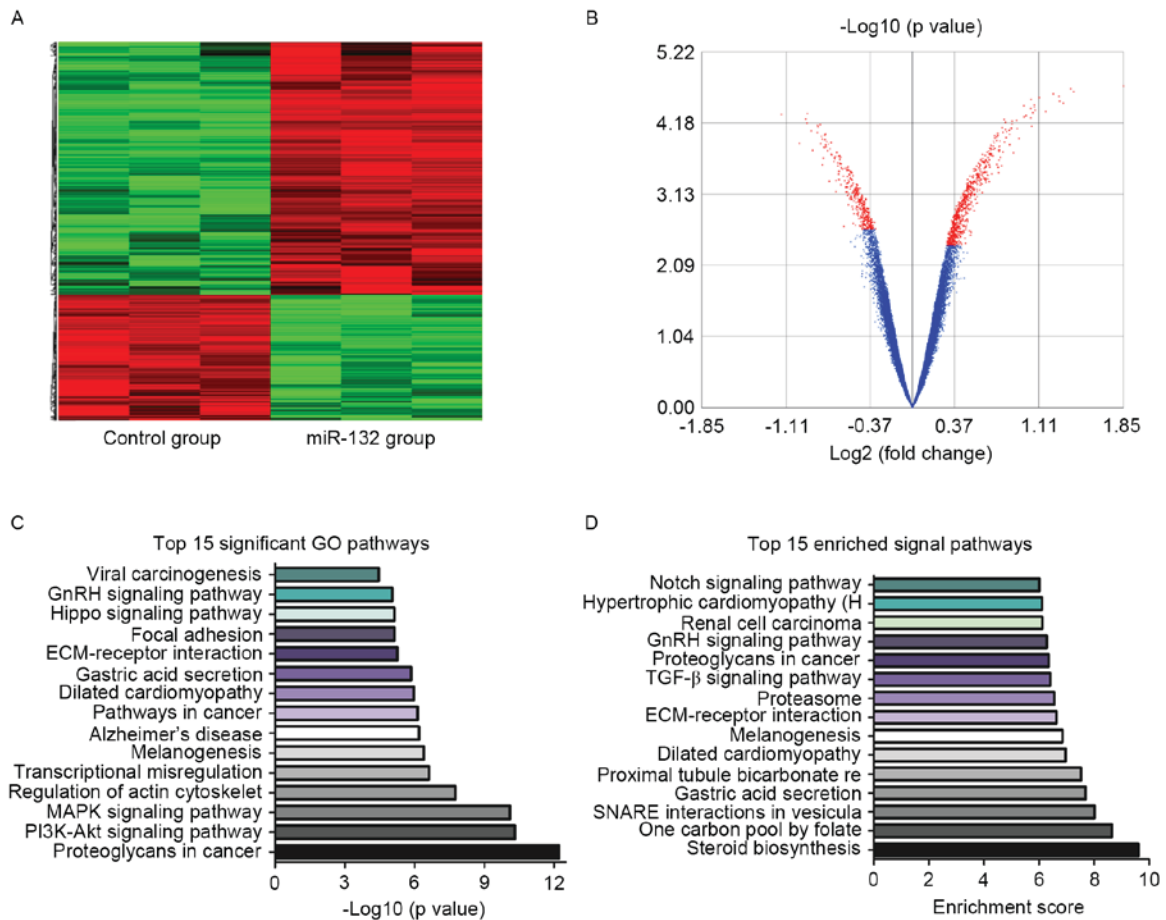 A
Control group miR-132 group
B
-Log10 (p value)
5.22
4.18
3.13
2.09
1.04
0.00
-1.85 -1.11 -0.37 0.37 1.11 1.85
Log2 (fold change)
C
Top 15 significant GO pathways
Viral carcinogenesis
GnRH signaling pathway
Hippo signaling pathway
Focal adhesion
ECM-receptor interaction
Gastric acid secretion
Dilated cardiomyopathy
Pathways in cancer
Alzheimer's disease
Melanogenesis
Transcriptional misregulation
Regulation of actin cytoskelet
MAPK signaling pathway
PI3K-Akt signaling pathway
Proteoglycans in cancer
0 3 6 9 12
-Log10 (p value)
D
Top 15 enriched signal pathways
Notch signaling pathway
Hypertrophic cardiomyopathy (H
Renal cell carcinoma
GnRH signaling pathway
Proteoglycans in cancer
TGF-β signaling pathway
Proteasome
ECM-receptor interaction
Melanogenesis
Dilated cardiomyopathy
Proximal tubule bicarbonate re
Gastric acid secretion
SNARE interactions in vesicula
One carbon pool by folate
Steroid biosynthesis
0 2 4 6 8 10
Enrichment score